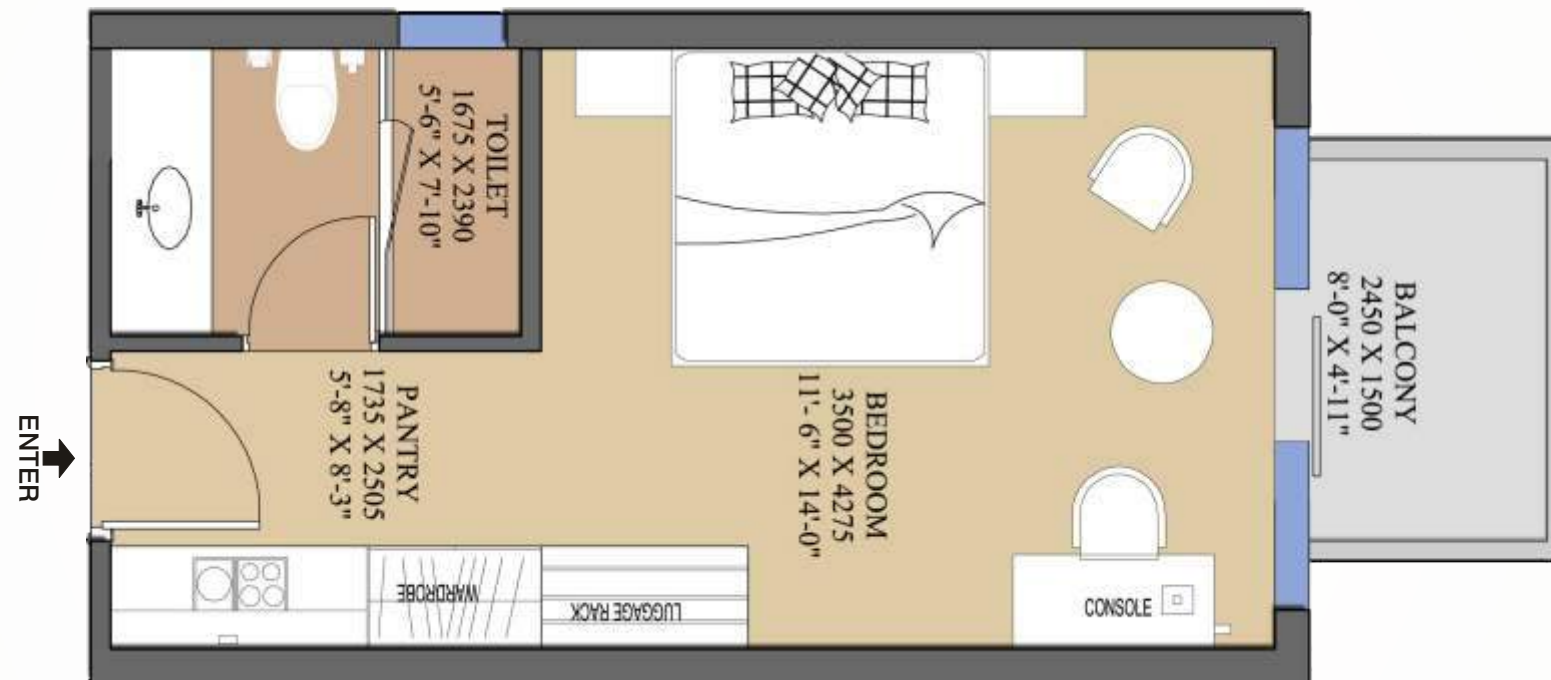 TOILET
1675 X 2390
5'-6" X 7'-10"
BALCONY
2450 X 1500
8'-0" X 4'-11"
ENTER
PANTRY
1735 X 2505
5'-8" X 8'-3"
BEDROOM
3500 X 4275
11'- 6" X 14'-0"
WARDROBE
LUGGAGE RACK
CONSOLE